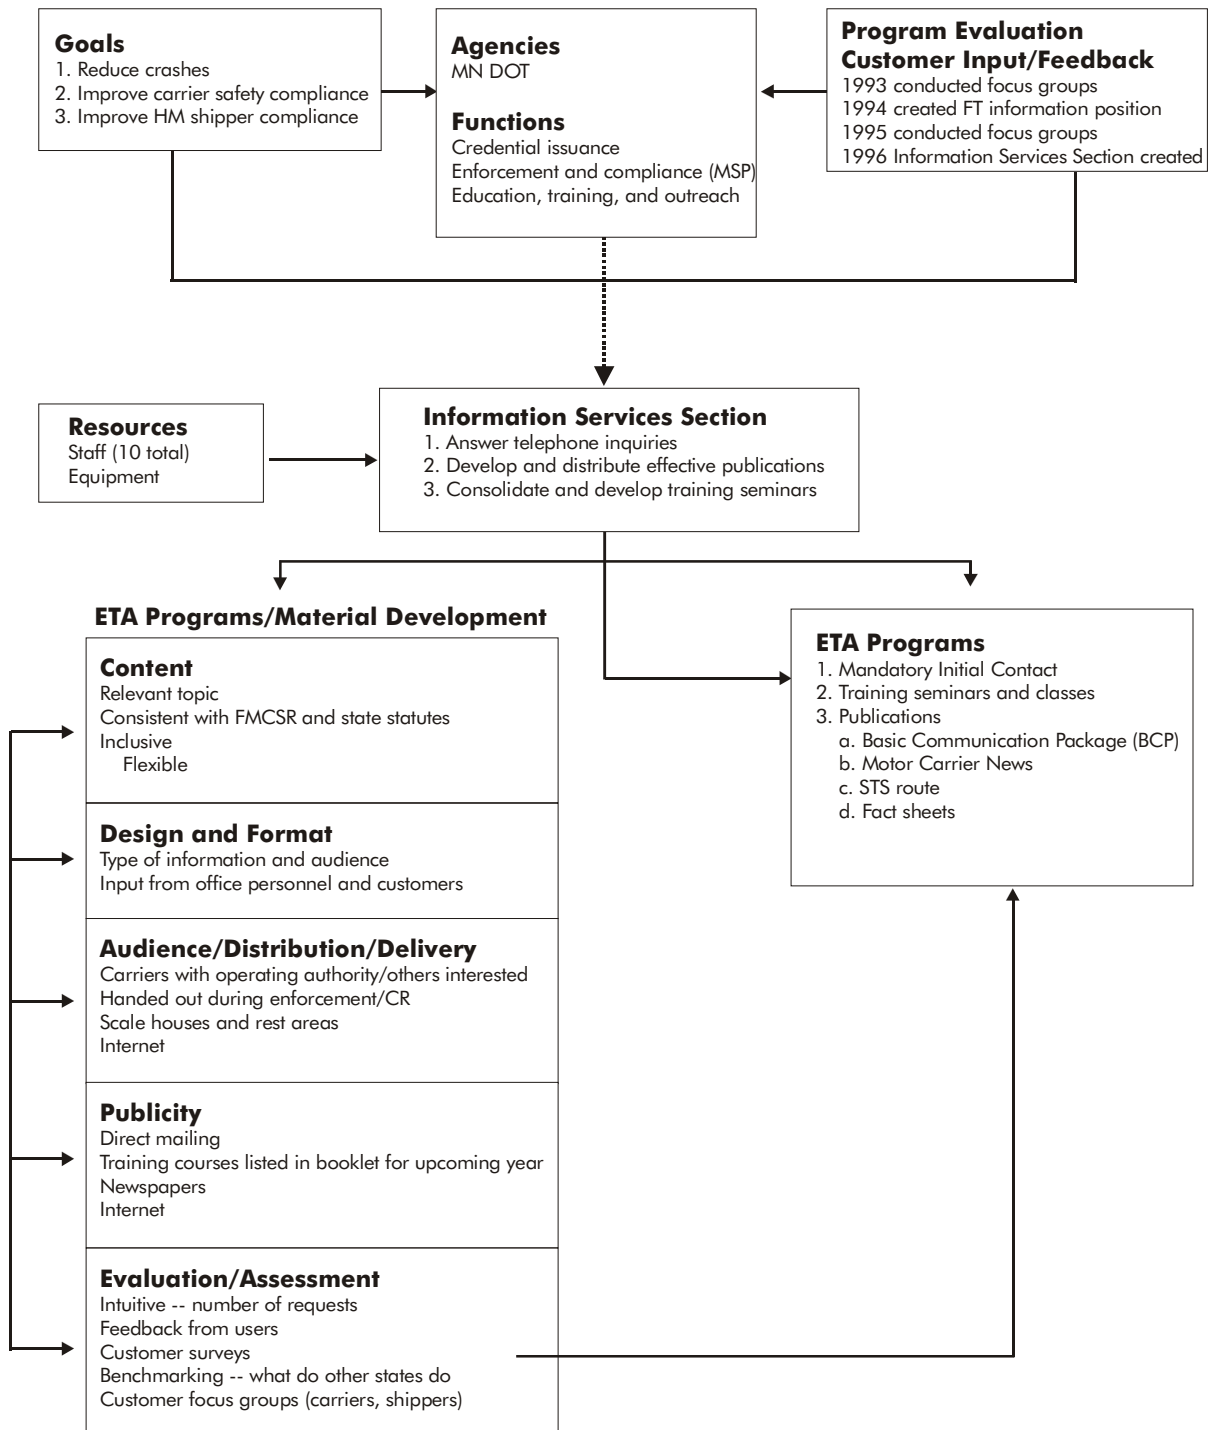 Goals
1. Reduce crashes
2. Improve carrier safety compliance
3. Improve HM shipper compliance
Agencies
MN DOT
Functions
Credential issuance
Enforcement and compliance (MSP)
Education, training, and outreach
Program Evaluation
Customer Input/Feedback
1993 conducted focus groups
1994 created FT information position
1995 conducted focus groups
1996 Information Services Section created
Resources
Staff (10 total)
Equipment
Information Services Section
1. Answer telephone inquiries
2. Develop and distribute effective publications
3. Consolidate and develop training seminars
ETA Programs/Material Development
Content
Relevant topic
Consistent with FMCSR and state statutes
Inclusive
Flexible
Design and Format
Type of information and audience
Input from office personnel and customers
Audience/Distribution/Delivery
Carriers with operating authority/others interested
Handed out during enforcement/CR
Scale houses and rest areas
Internet
Publicity
Direct mailing
Training courses listed in booklet for upcoming year
Newspapers
Internet
Evaluation/Assessment
Intuitive -- number of requests
Feedback from users
Customer surveys
Benchmarking -- what do other states do
Customer focus groups (carriers, shippers)
ETA Programs
1. Mandatory Initial Contact
2. Training seminars and classes
3. Publications
a. Basic Communication Package (BCP)
b. Motor Carrier News
c. STS route
d. Fact sheets